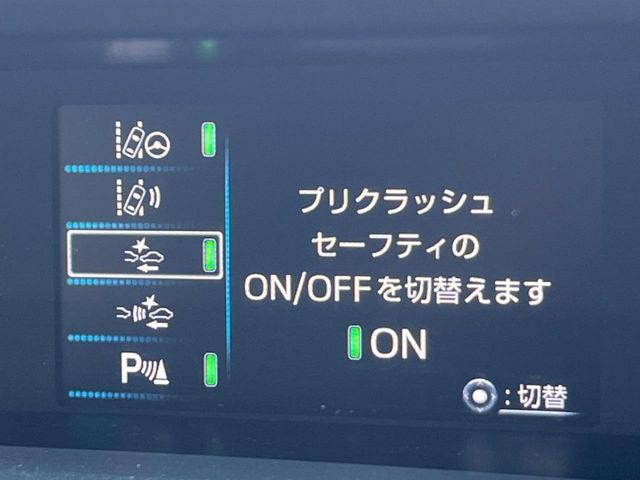 プリクラッシュ
セーフティの
ON/OFFを切替えます
ON
P
:切替